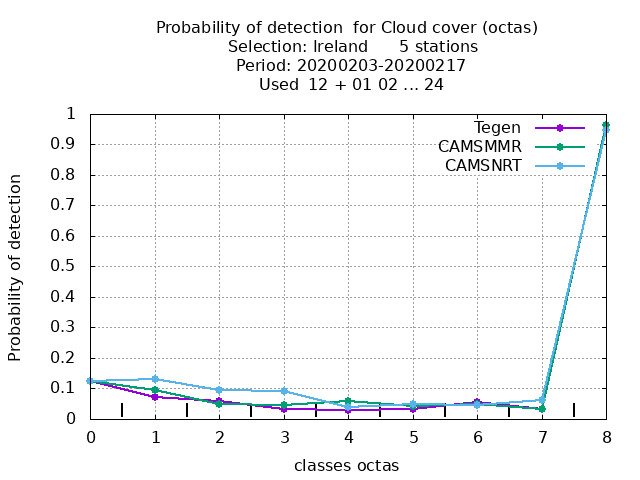 Probability of detection  for Cloud cover (octas)
Selection: Ireland      5 stations
Period: 20200203-20200217
Used  12 + 01 02 ... 24
Probability of detection
1
0.9
0.8
0.7
0.6
0.5
0.4
0.3
0.2
0.1
0
Tegen
CAMSMMR
CAMSNRT
0 1 2 3 4 5 6 7 8
classes octas